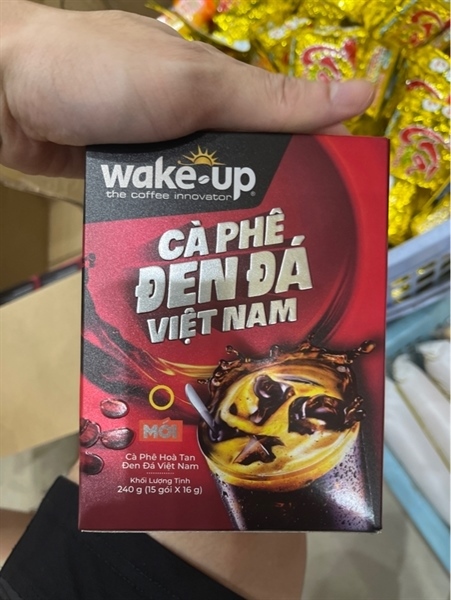 wake-up
the coffee innovator
CÀ PHÊ
ĐEN ĐÁ
VIỆT NAM
MỚI
Cà Phê Hoà Tan
Đen Đá Việt Nam
Khối Lượng Tịnh
240 g (15 gói X 16 g)